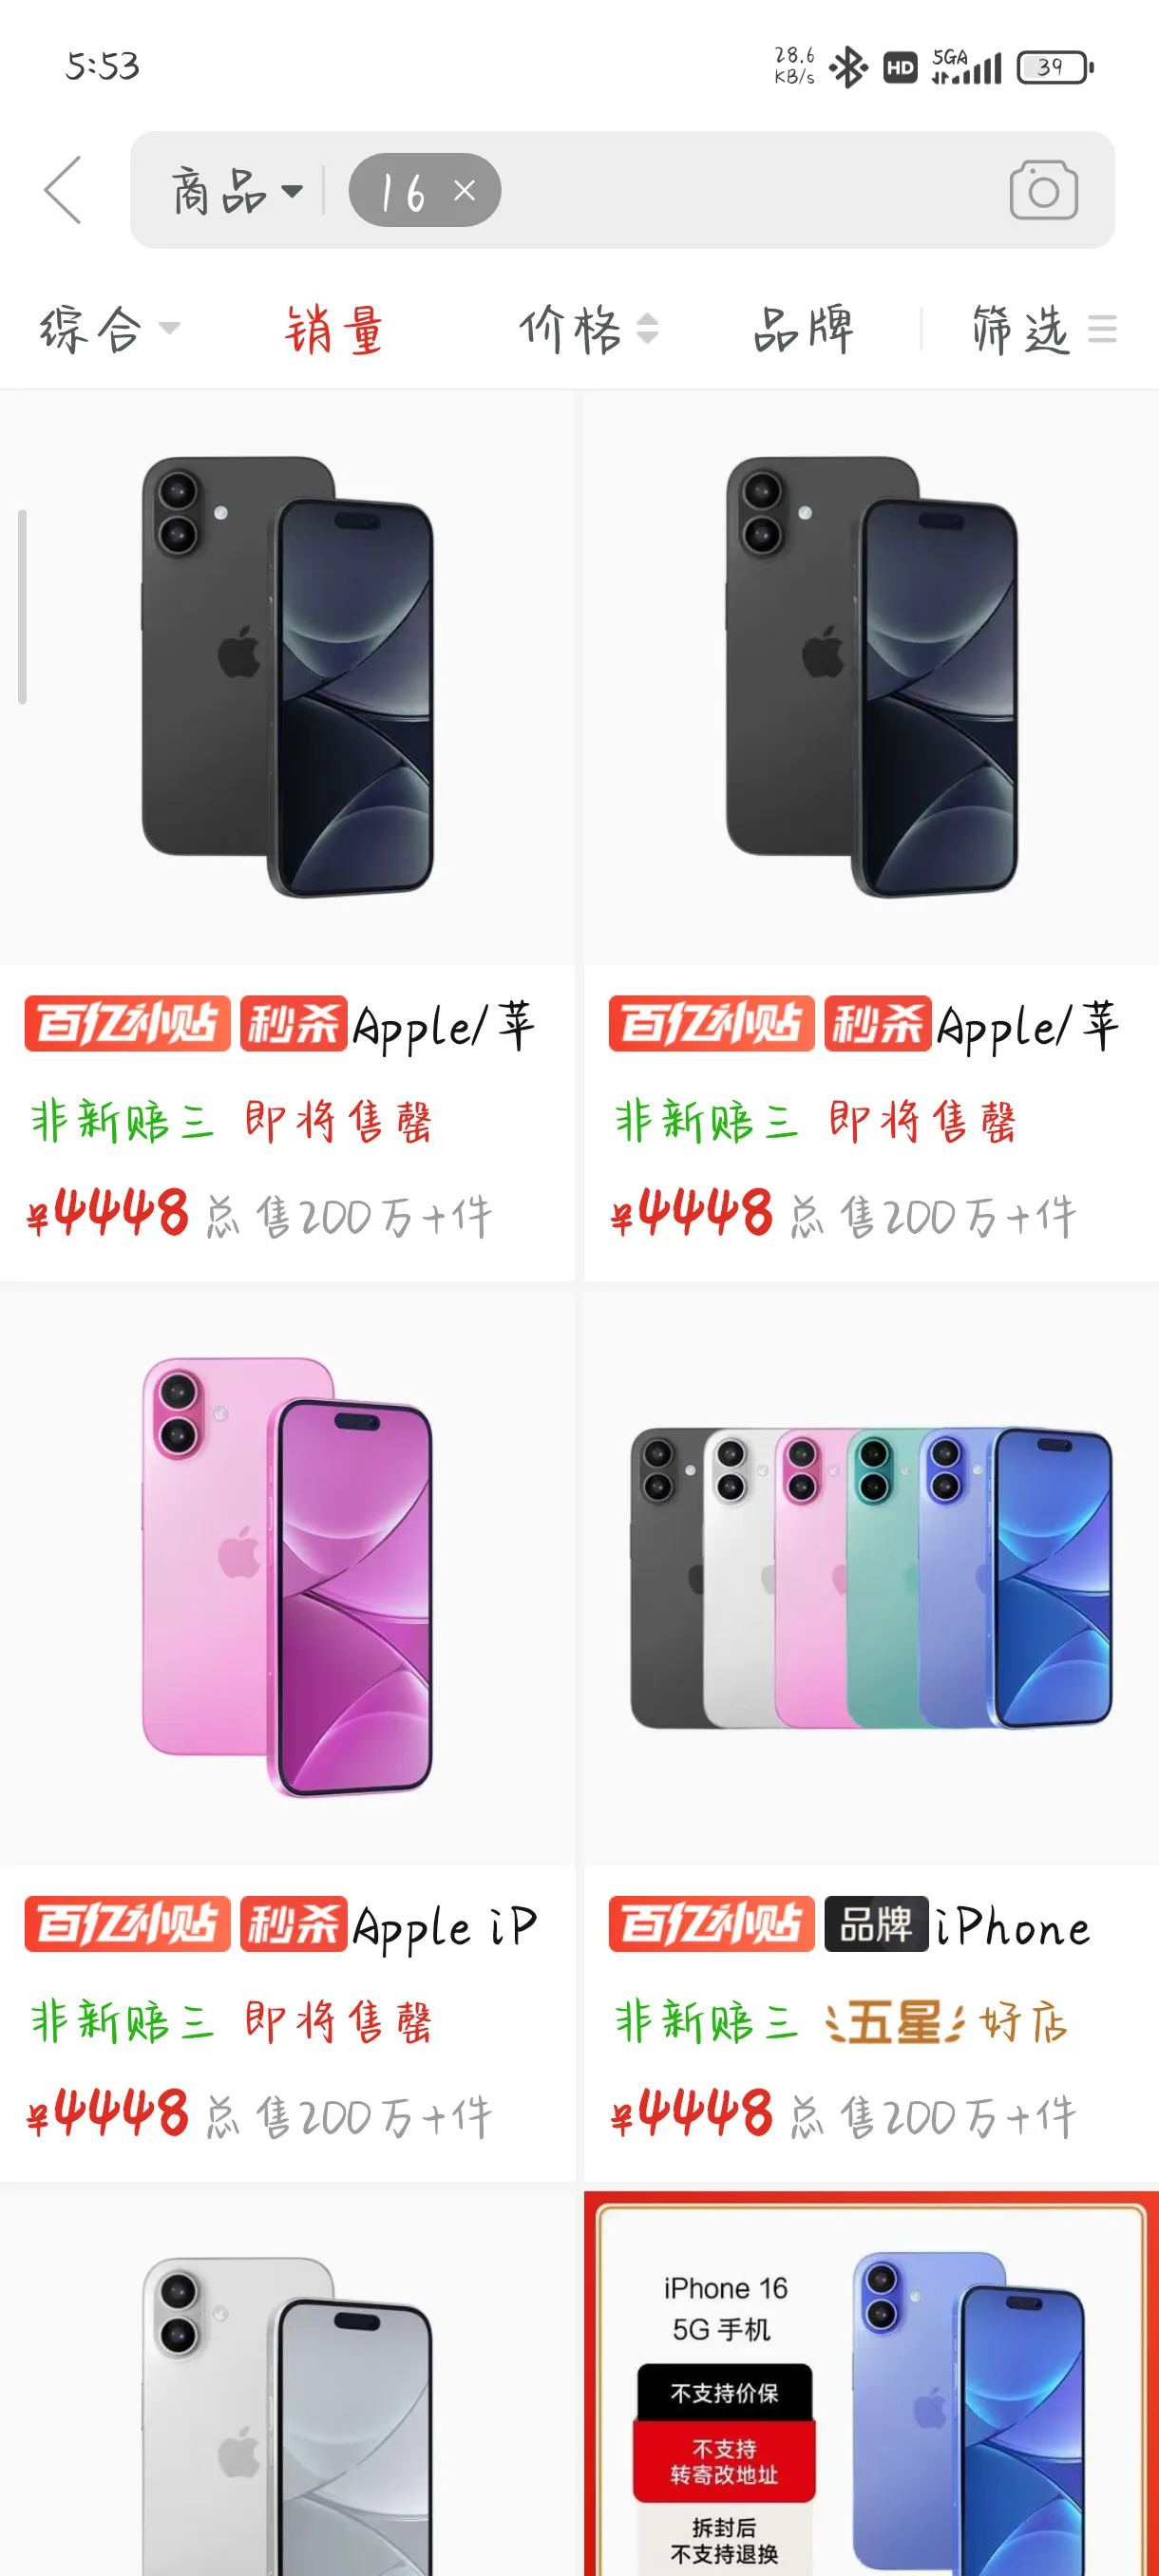 5:53
28.6 KB/s HD 5GA 39
商品 16 ×
综合 销量 价格 品牌 筛选
百亿补贴 秒杀 Apple/苹
百亿补贴 秒杀 Apple/苹
非新赔三 即将售罄
非新赔三 即将售罄
¥4448 总售200万+件
¥4448 总售200万+件
百亿补贴 秒杀 Apple iP
百亿补贴 品牌 iPhone
非新赔三 即将售罄
非新赔三 五星好店
¥4448 总售200万+件
¥4448 总售200万+件
iPhone 16
5G 手机
不支持价保
不支持
转寄改地址
拆封后
不支持退换